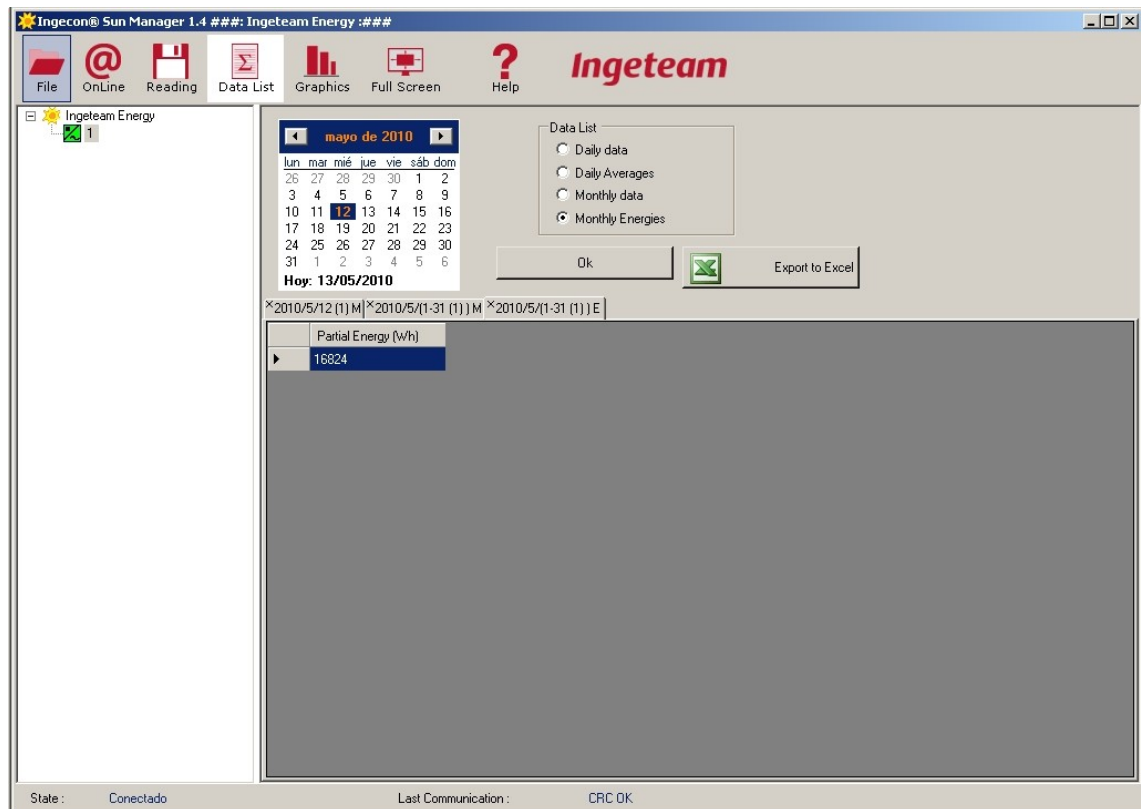 Ingecon® Sun Manager 1.4 ###: Ingeteam Energy :###
File OnLine Reading Data List Graphics Full Screen Help Ingeteam
Ingeteam Energy
1
mayo de 2010
lun mar mié jue vie sáb dom
26 27 28 29 30 1 2
3 4 5 6 7 8 9
10 11 12 13 14 15 16
17 18 19 20 21 22 23
24 25 26 27 28 29 30
31 1 2 3 4 5 6
Hoy: 13/05/2010
Data List
Daily data
Daily Averages
Monthly data
Monthly Energies
Ok
Export to Excel
×2010/5/12 (1) M ×2010/5/(1-31 (1) ) M ×2010/5/(1-31 (1) ) E
Partial Energy (Wh)
16824
State : Conectado Last Communication : CRC OK